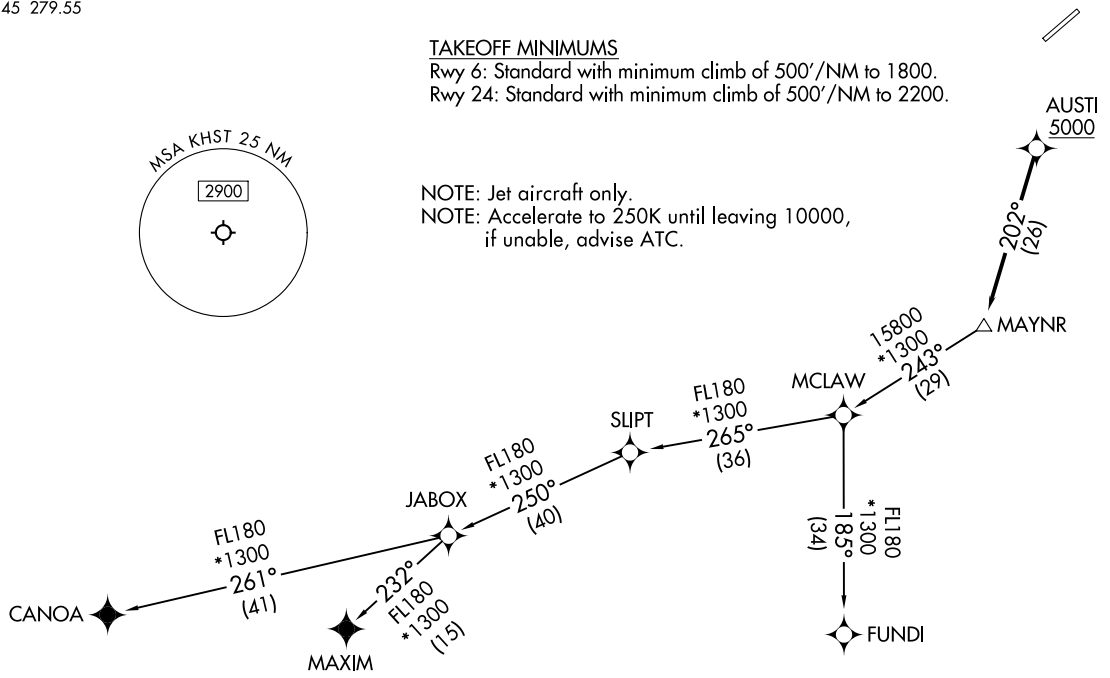 45 279.55
TAKEOFF MINIMUMS
Rwy 6: Standard with minimum climb of 500'/NM to 1800.
Rwy 24: Standard with minimum climb of 500'/NM to 2200.
AUSTI
5000
MSA KHST 25 NM
2900
NOTE: Jet aircraft only.
NOTE: Accelerate to 250K until leaving 10000,
if unable, advise ATC.
202°
(26)
MAYNR
15800
*1300
243°
(29)
MCLAW
FL180
*1300
265°
(36)
SLIPT
FL180
*1300
250°
(40)
JABOX
FL180
*1300
185°
(34)
FL180
*1300
261°
(41)
232°
FL180
*1300
(15)
CANOA
MAXIM
FUNDI